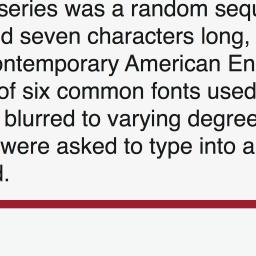 series was a random sequ
d seven characters long,
ontemporary American En
of six common fonts used
blurred to varying degree
were asked to type into a
d.